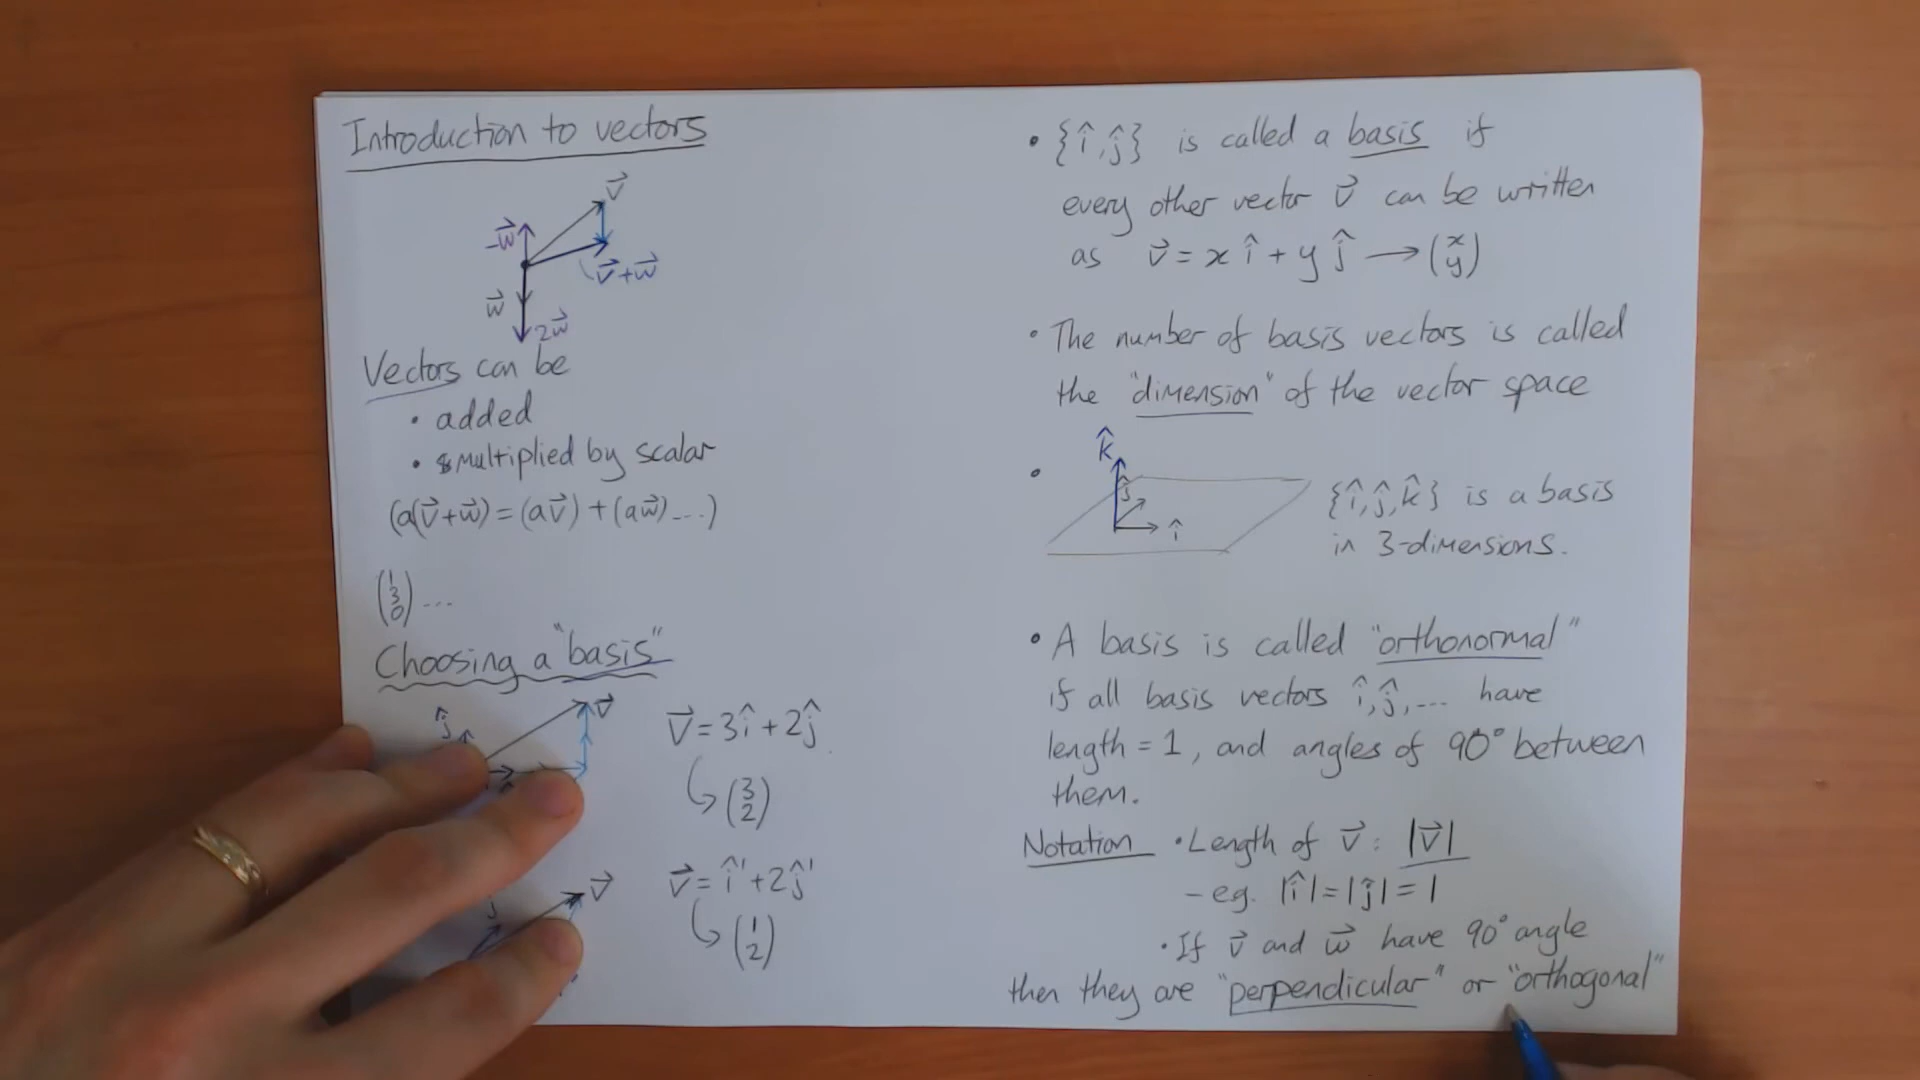 Introduction to vectors
v⃗
-w⃗
v⃗+w⃗
w⃗
2w⃗
Vectors can be
• added
• multiplied by scalar
(a(v⃗+w⃗)=(av⃗)+(aw⃗)...)
(1 3 0) ...
Choosing a "basis"
ĵ
v⃗
v⃗=3î+2ĵ
(3 2)
v⃗
v⃗=î'+2ĵ'
(1 2)
• {î,ĵ} is called a basis if
every other vector v⃗ can be written
as v⃗=xî+yĵ→(x y)
• The number of basis vectors is called
the "dimension" of the vector space
•
k̂
ĵ
î
{î,ĵ,k̂} is a basis
in 3-dimensions.
• A basis is called "orthonormal"
if all basis vectors î,ĵ,... have
length=1, and angles of 90° between
them.
Notation • Length of v⃗: |v⃗|
- eg. |î|=|ĵ|=1
• If v⃗ and w⃗ have 90° angle
then they are "perpendicular" or "orthogonal"